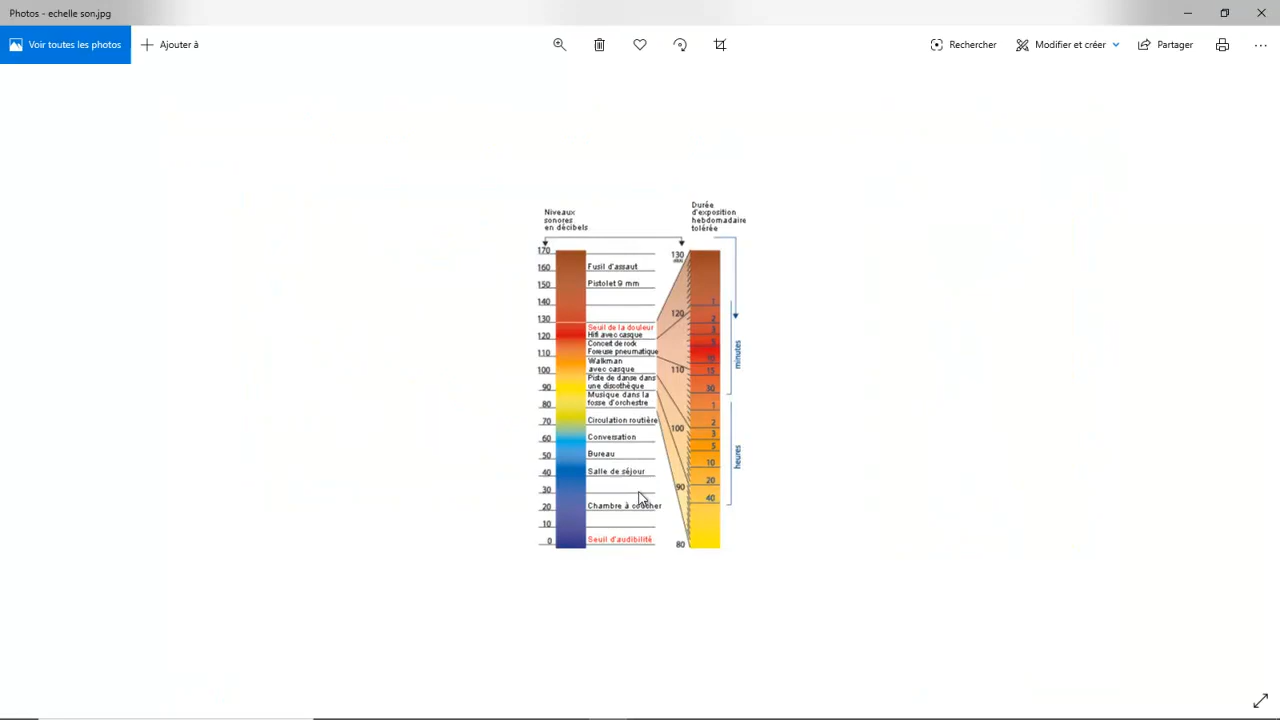 Photos - echelle son.jpg
Voir toutes les photos
Ajouter à
Rechercher
Modifier et créer
Partager
Niveaux
sonores
en décibels
Durée
d'exposition
hebdomadaire
tolérée
170
160 Fusil d'assaut
150 Pistolet 9 mm
140
130 Seuil de la douleur
120 Hifi avec casque
Concert de rock
110 Foreuse pneumatique
Walkman
100 avec casque
Piste de danse dans
90 une discothèque
Musique dans la
80 fosse d'orchestre
70 Circulation routière
60 Conversation
50 Bureau
40 Salle de séjour
30
20 Chambre à coucher
10
0 Seuil d'audibilité
130
120
110
100
90
80
1
2
3
5
10
15
30
minutes
1
2
3
5
10
20
40
heures